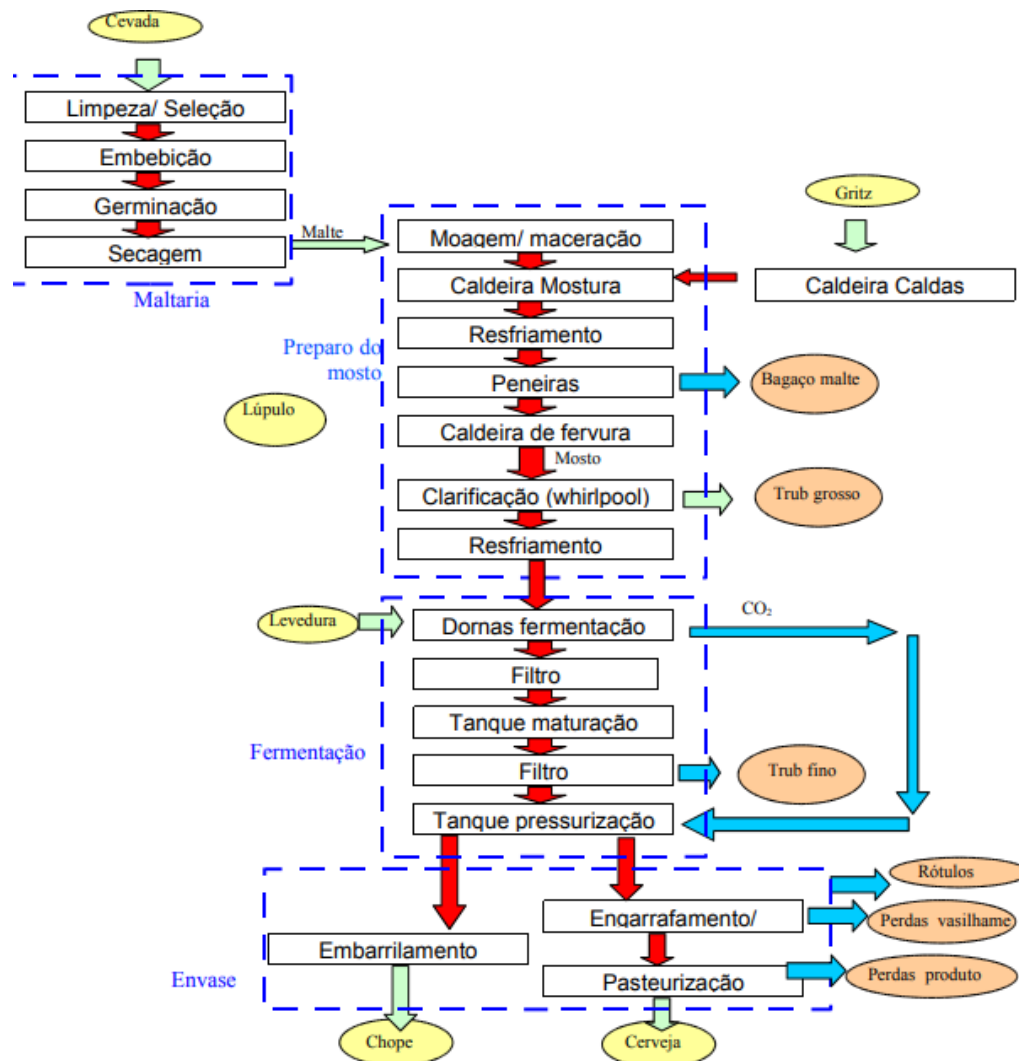 Cevada
Limpeza/ Seleção
Embebição
Germinação
Secagem
Malte
Maltaria
Gritz
Moagem/ maceração
Caldeira Mostura
Caldeira Caldas
Resfriamento
Preparo do
mosto
Peneiras
Bagaço malte
Lúpulo
Caldeira de fervura
Mosto
Clarificação (whirlpool)
Trub grosso
Resfriamento
Levedura
Dornas fermentação
CO₂
Filtro
Tanque maturação
Fermentação
Filtro
Trub fino
Tanque pressurização
Rótulos
Engarrafamento/
Perdas vasilhame
Embarrilamento
Envase
Pasteurização
Perdas produto
Chope
Cerveja